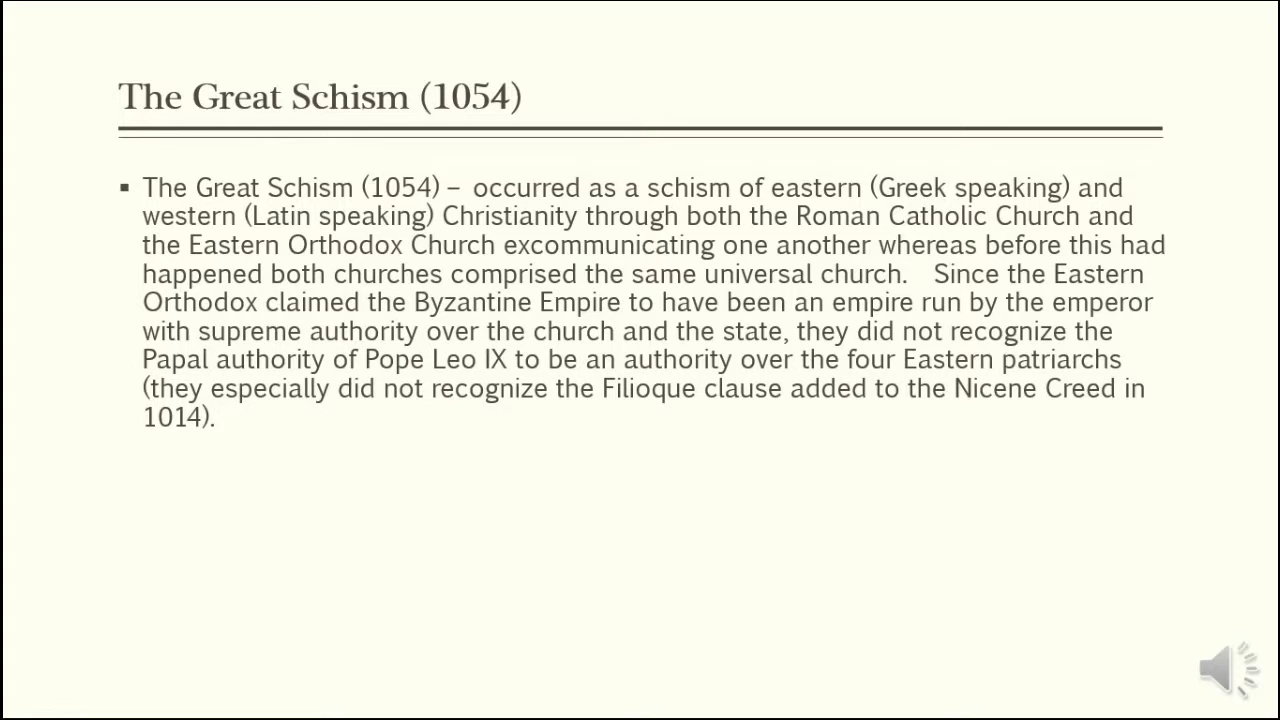 The Great Schism (1054)
▪ The Great Schism (1054) – occurred as a schism of eastern (Greek speaking) and
western (Latin speaking) Christianity through both the Roman Catholic Church and
the Eastern Orthodox Church excommunicating one another whereas before this had
happened both churches comprised the same universal church. Since the Eastern
Orthodox claimed the Byzantine Empire to have been an empire run by the emperor
with supreme authority over the church and the state, they did not recognize the
Papal authority of Pope Leo IX to be an authority over the four Eastern patriarchs
(they especially did not recognize the Filioque clause added to the Nicene Creed in
1014).